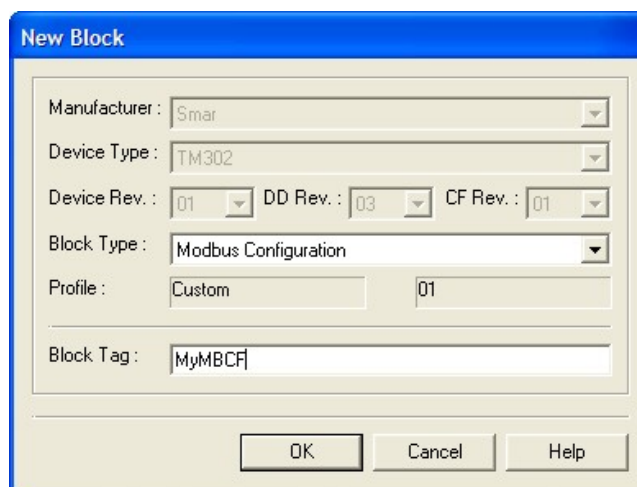 New Block
Manufacturer : Smar
Device Type : TM302
Device Rev. : 01 DD Rev. : 03 CF Rev. : 01
Block Type : Modbus Configuration
Profile : Custom 01
Block Tag : MyMBCF
OK Cancel Help